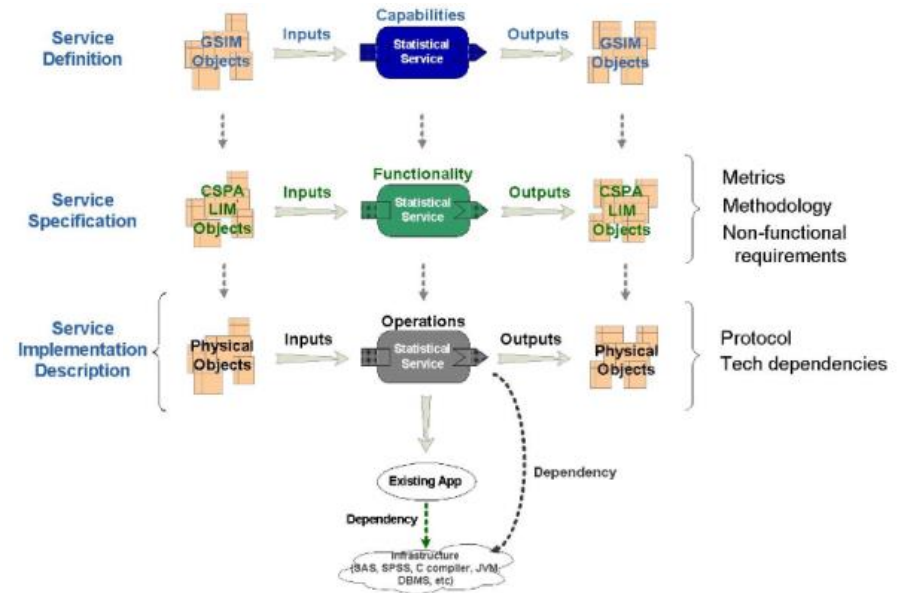 Capabilities
Service
Definition
GSIM
Objects
Inputs
Statistical
Service
Outputs
GSIM
Objects
Functionality
Service
Specification
CSPA
LIM
Objects
Inputs
Statistical
Service
Outputs
CSPA
LIM
Objects
Metrics
Methodology
Non-functional
requirements
Operations
Service
Implementation
Description
Physical
Objects
Inputs
Statistical
Service
Outputs
Physical
Objects
Protocol
Tech dependencies
Existing App
Dependency
Dependency
Infrastructure
(SAS, SPSS, C compiler, JVM,
DBMS, etc)